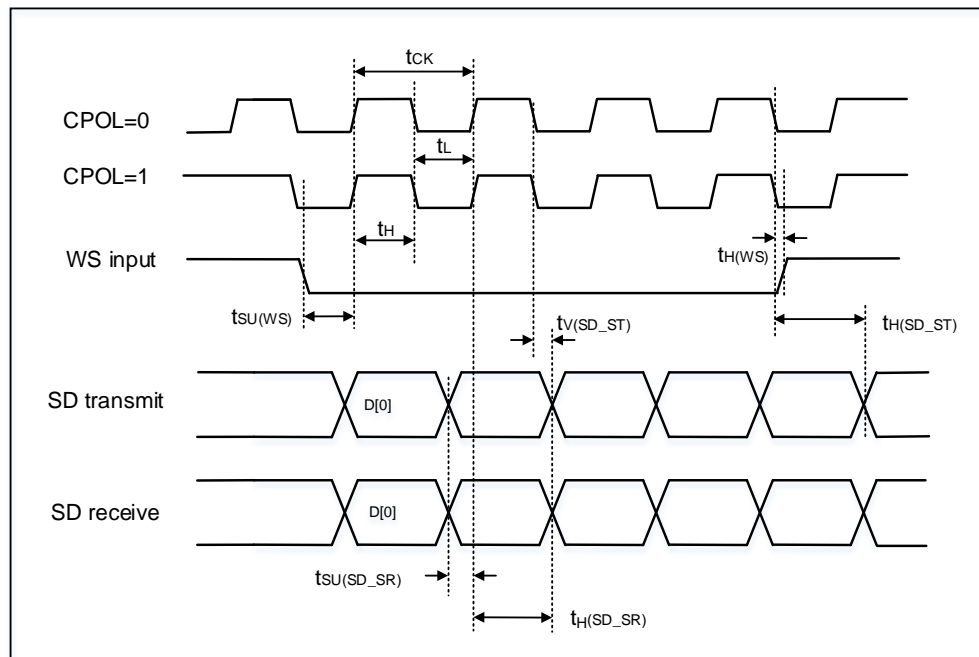 tCK
CPOL=0
tL
CPOL=1
tH
tH(WS)
WS input
tSU(WS)
tV(SD_ST)
tH(SD_ST)
SD transmit
D[0]
SD receive
D[0]
tSU(SD_SR)
tH(SD_SR)